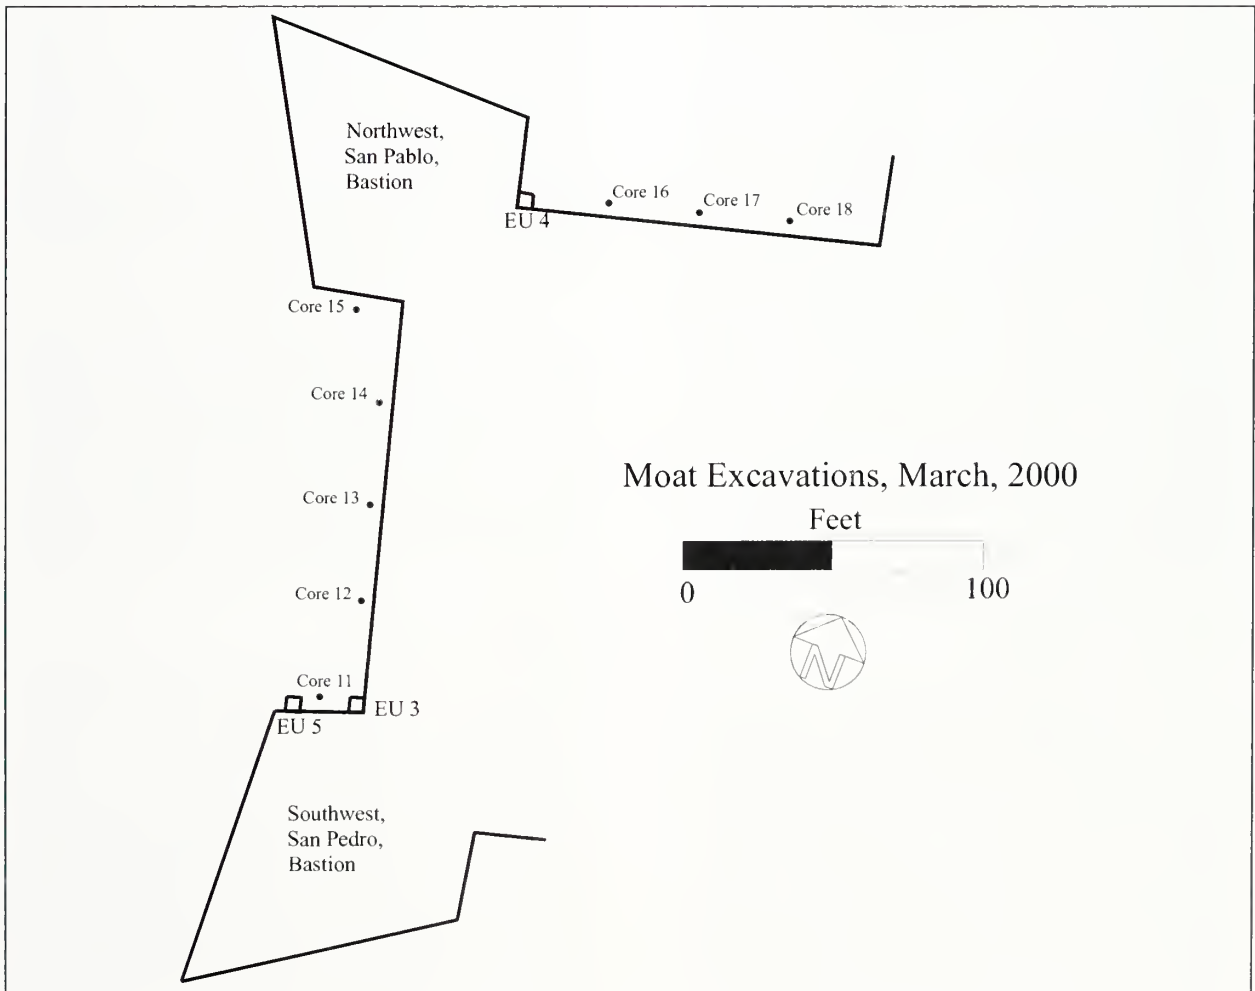 Northwest,
San Pablo,
Bastion
Core 16
Core 17
Core 18
EU 4
Core 15
Core 14
Core 13
Core 12
Core 11
EU 3
EU 5
Moat Excavations, March, 2000
Feet
0
100
N
Southwest,
San Pedro,
Bastion